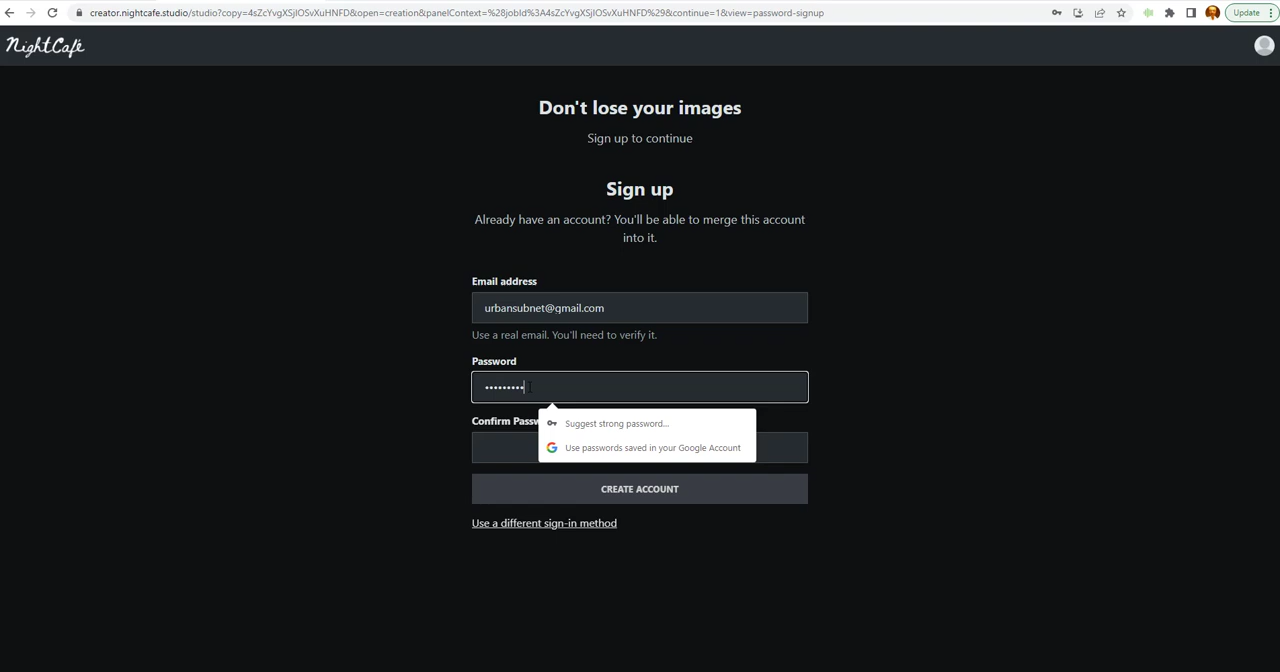 creator.nightcafe.studio/studio?copy=4sZcYvgXSjIOSvXuHNFD&open=creation&panelContext=%28jobId%3A4sZcYvgXSjIOSvXuHNFD%29&continue=1&view=password-signup
Update
NightCafe
Don't lose your images
Sign up to continue
Sign up
Already have an account? You'll be able to merge this account
into it.
Email address
urbansubnet@gmail.com
Use a real email. You'll need to verify it.
Password
•••••••••
Confirm Passw
Suggest strong password...
Use passwords saved in your Google Account
CREATE ACCOUNT
Use a different sign-in method